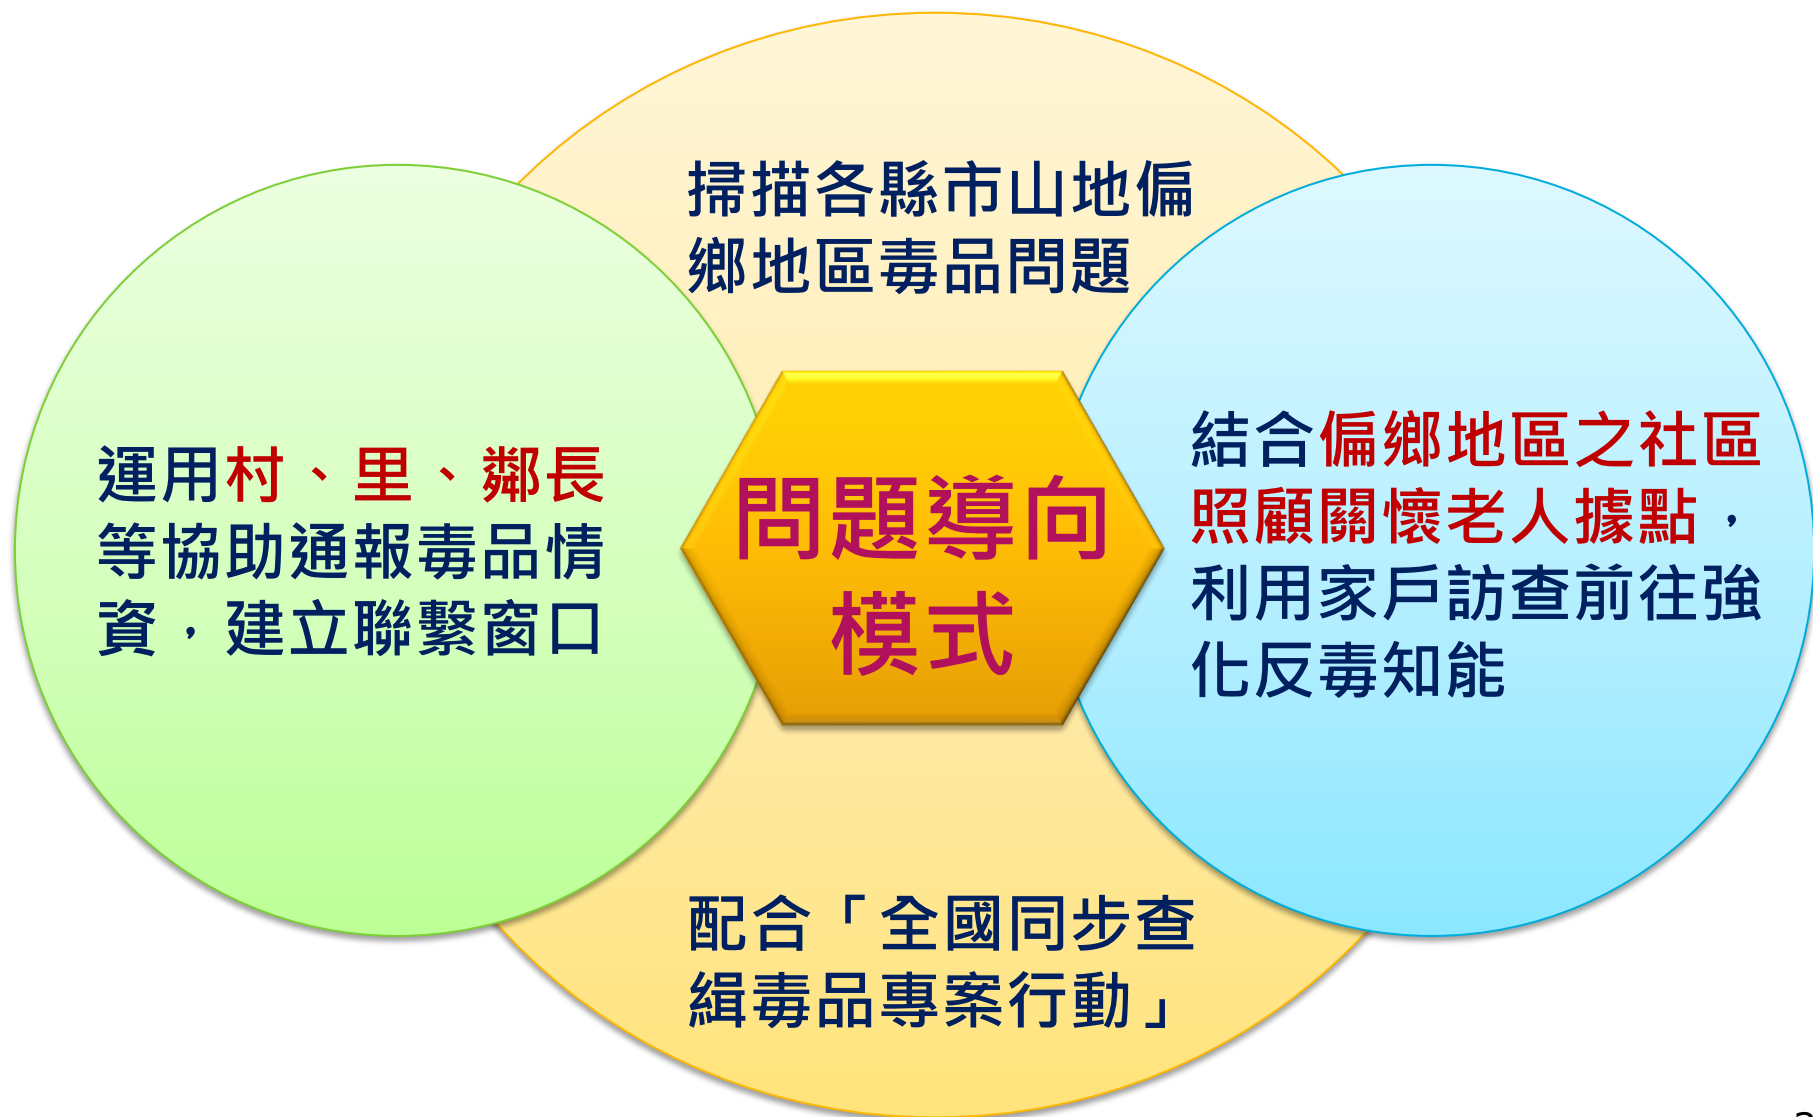 掃描各縣市山地偏
鄉地區毒品問題
運用村、里、鄰長
等協助通報毒品情
資，建立聯繫窗口
問題導向
模式
結合偏鄉地區之社區
照顧關懷老人據點，
利用家戶訪查前往強
化反毒知能
配合「全國同步查
緝毒品專案行動」